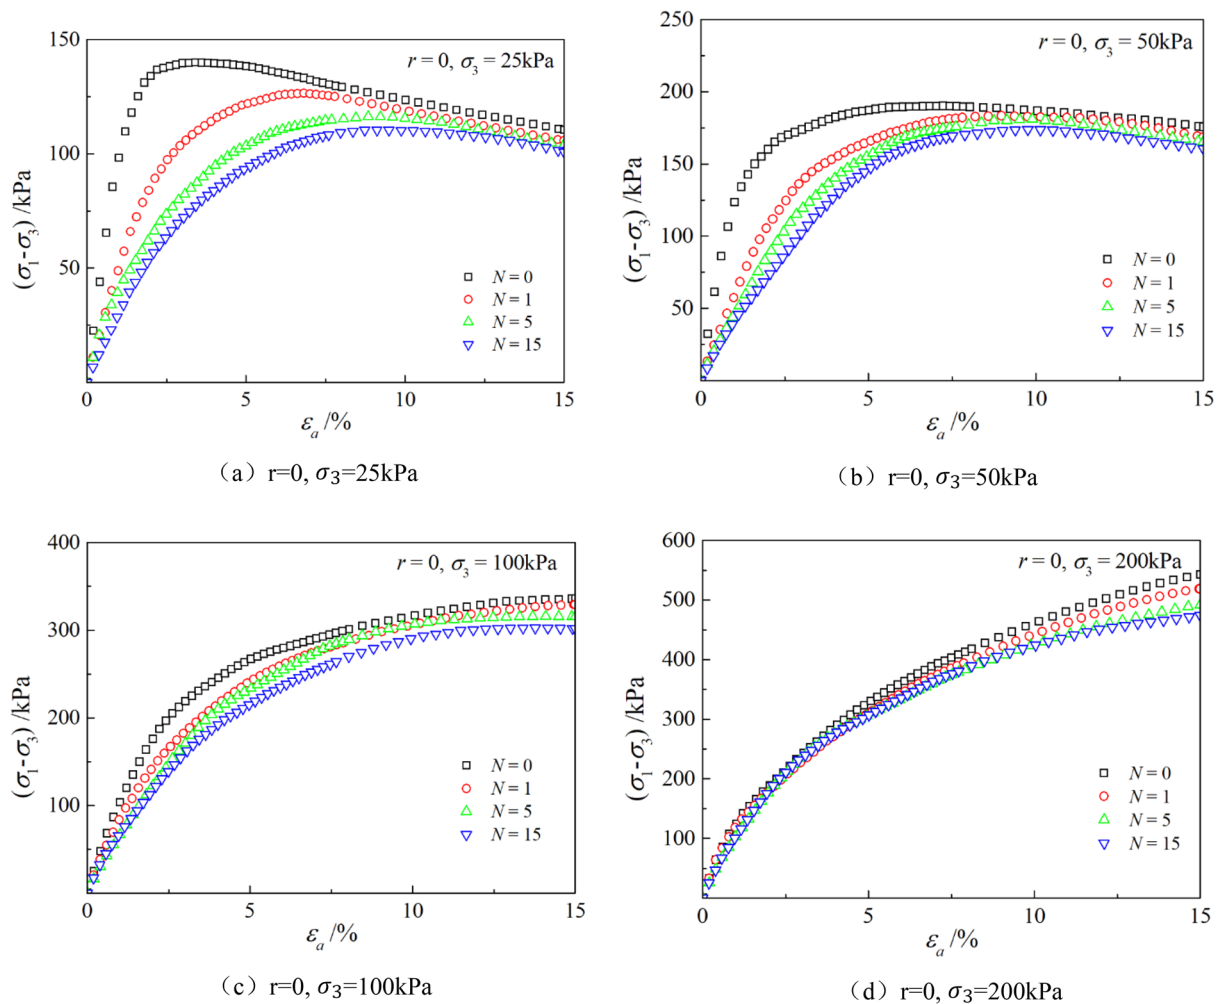 150
100
50
0
5
10
15
(σ₁-σ₃) /kPa
εₐ /%
r = 0, σ₃ = 25kPa
N = 0
N = 1
N = 5
N = 15
(a) r=0, σ3=25kPa
250
200
150
100
50
0
5
10
15
(σ₁-σ₃) /kPa
εₐ /%
r = 0, σ₃ = 50kPa
N = 0
N = 1
N = 5
N = 15
(b) r=0, σ3=50kPa
400
300
200
100
0
5
10
15
(σ₁-σ₃) /kPa
εₐ /%
r = 0, σ₃ = 100kPa
N = 0
N = 1
N = 5
N = 15
(c) r=0, σ3=100kPa
600
500
400
300
200
100
0
5
10
15
(σ₁-σ₃) /kPa
εₐ /%
r = 0, σ₃ = 200kPa
N = 0
N = 1
N = 5
N = 15
(d) r=0, σ3=200kPa